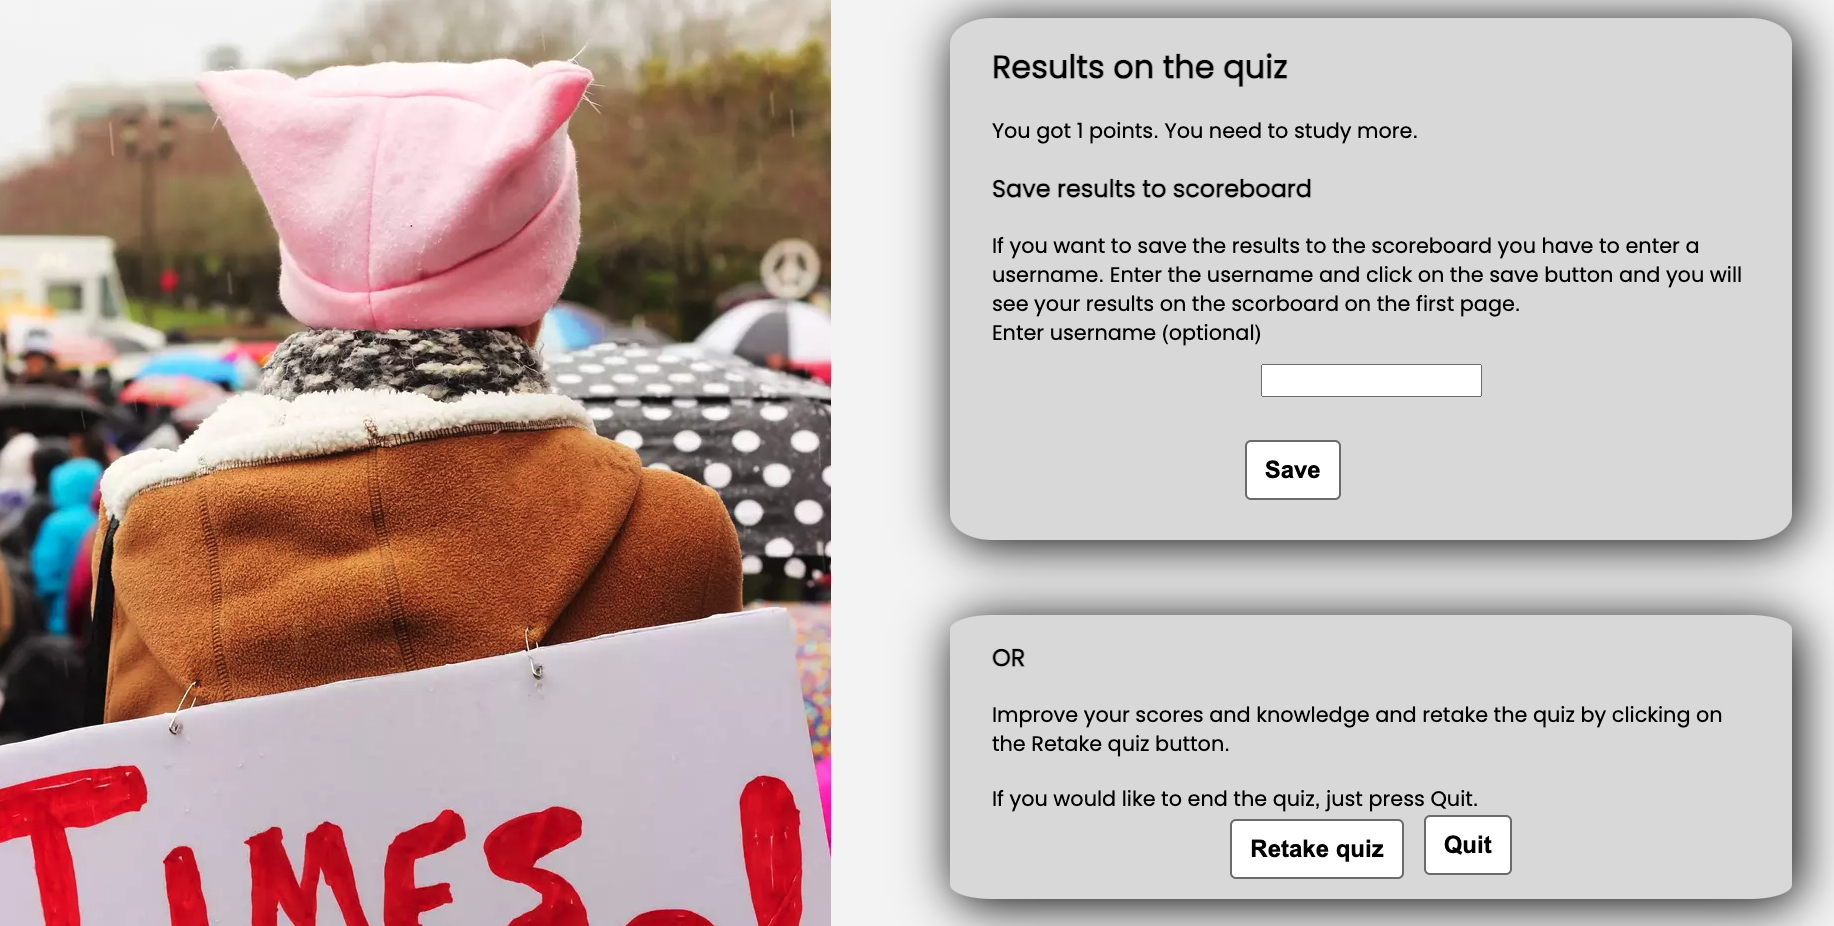 TIMES
!
Results on the quiz
You got 1 points. You need to study more.
Save results to scoreboard
If you want to save the results to the scoreboard you have to enter a
username. Enter the username and click on the save button and you will
see your results on the scorboard on the first page.
Enter username (optional)
Save
OR
Improve your scores and knowledge and retake the quiz by clicking on
the Retake quiz button.
If you would like to end the quiz, just press Quit.
Retake quiz
Quit